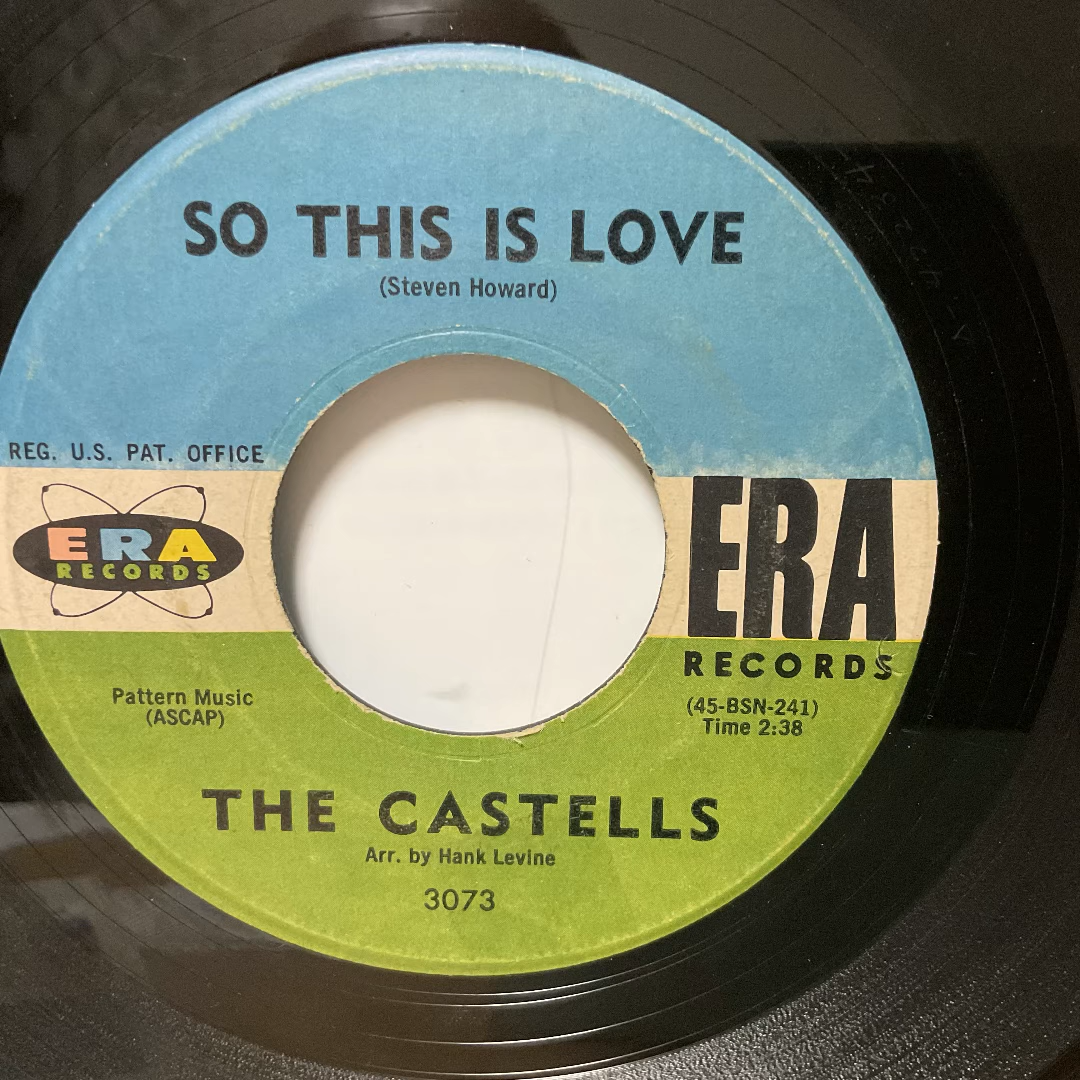 SO THIS IS LOVE
(Steven Howard)
REG. U.S. PAT. OFFICE
ERA
RECORDS
ERA
RECORDS
Pattern Music
(ASCAP)
(45-BSN-241)
Time 2:38
THE CASTELLS
Arr. by Hank Levine
3073